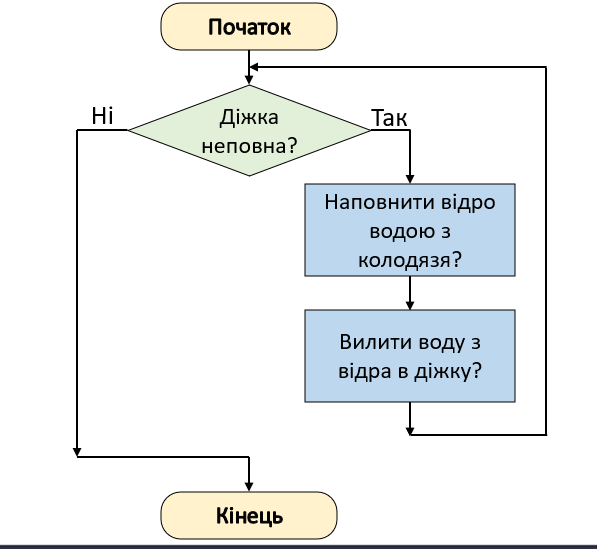 Початок
Діжка
неповна?
Ні
Так
Наповнити відро
водою з
колодязя?
Вилити воду з
відра в діжку?
Кінець